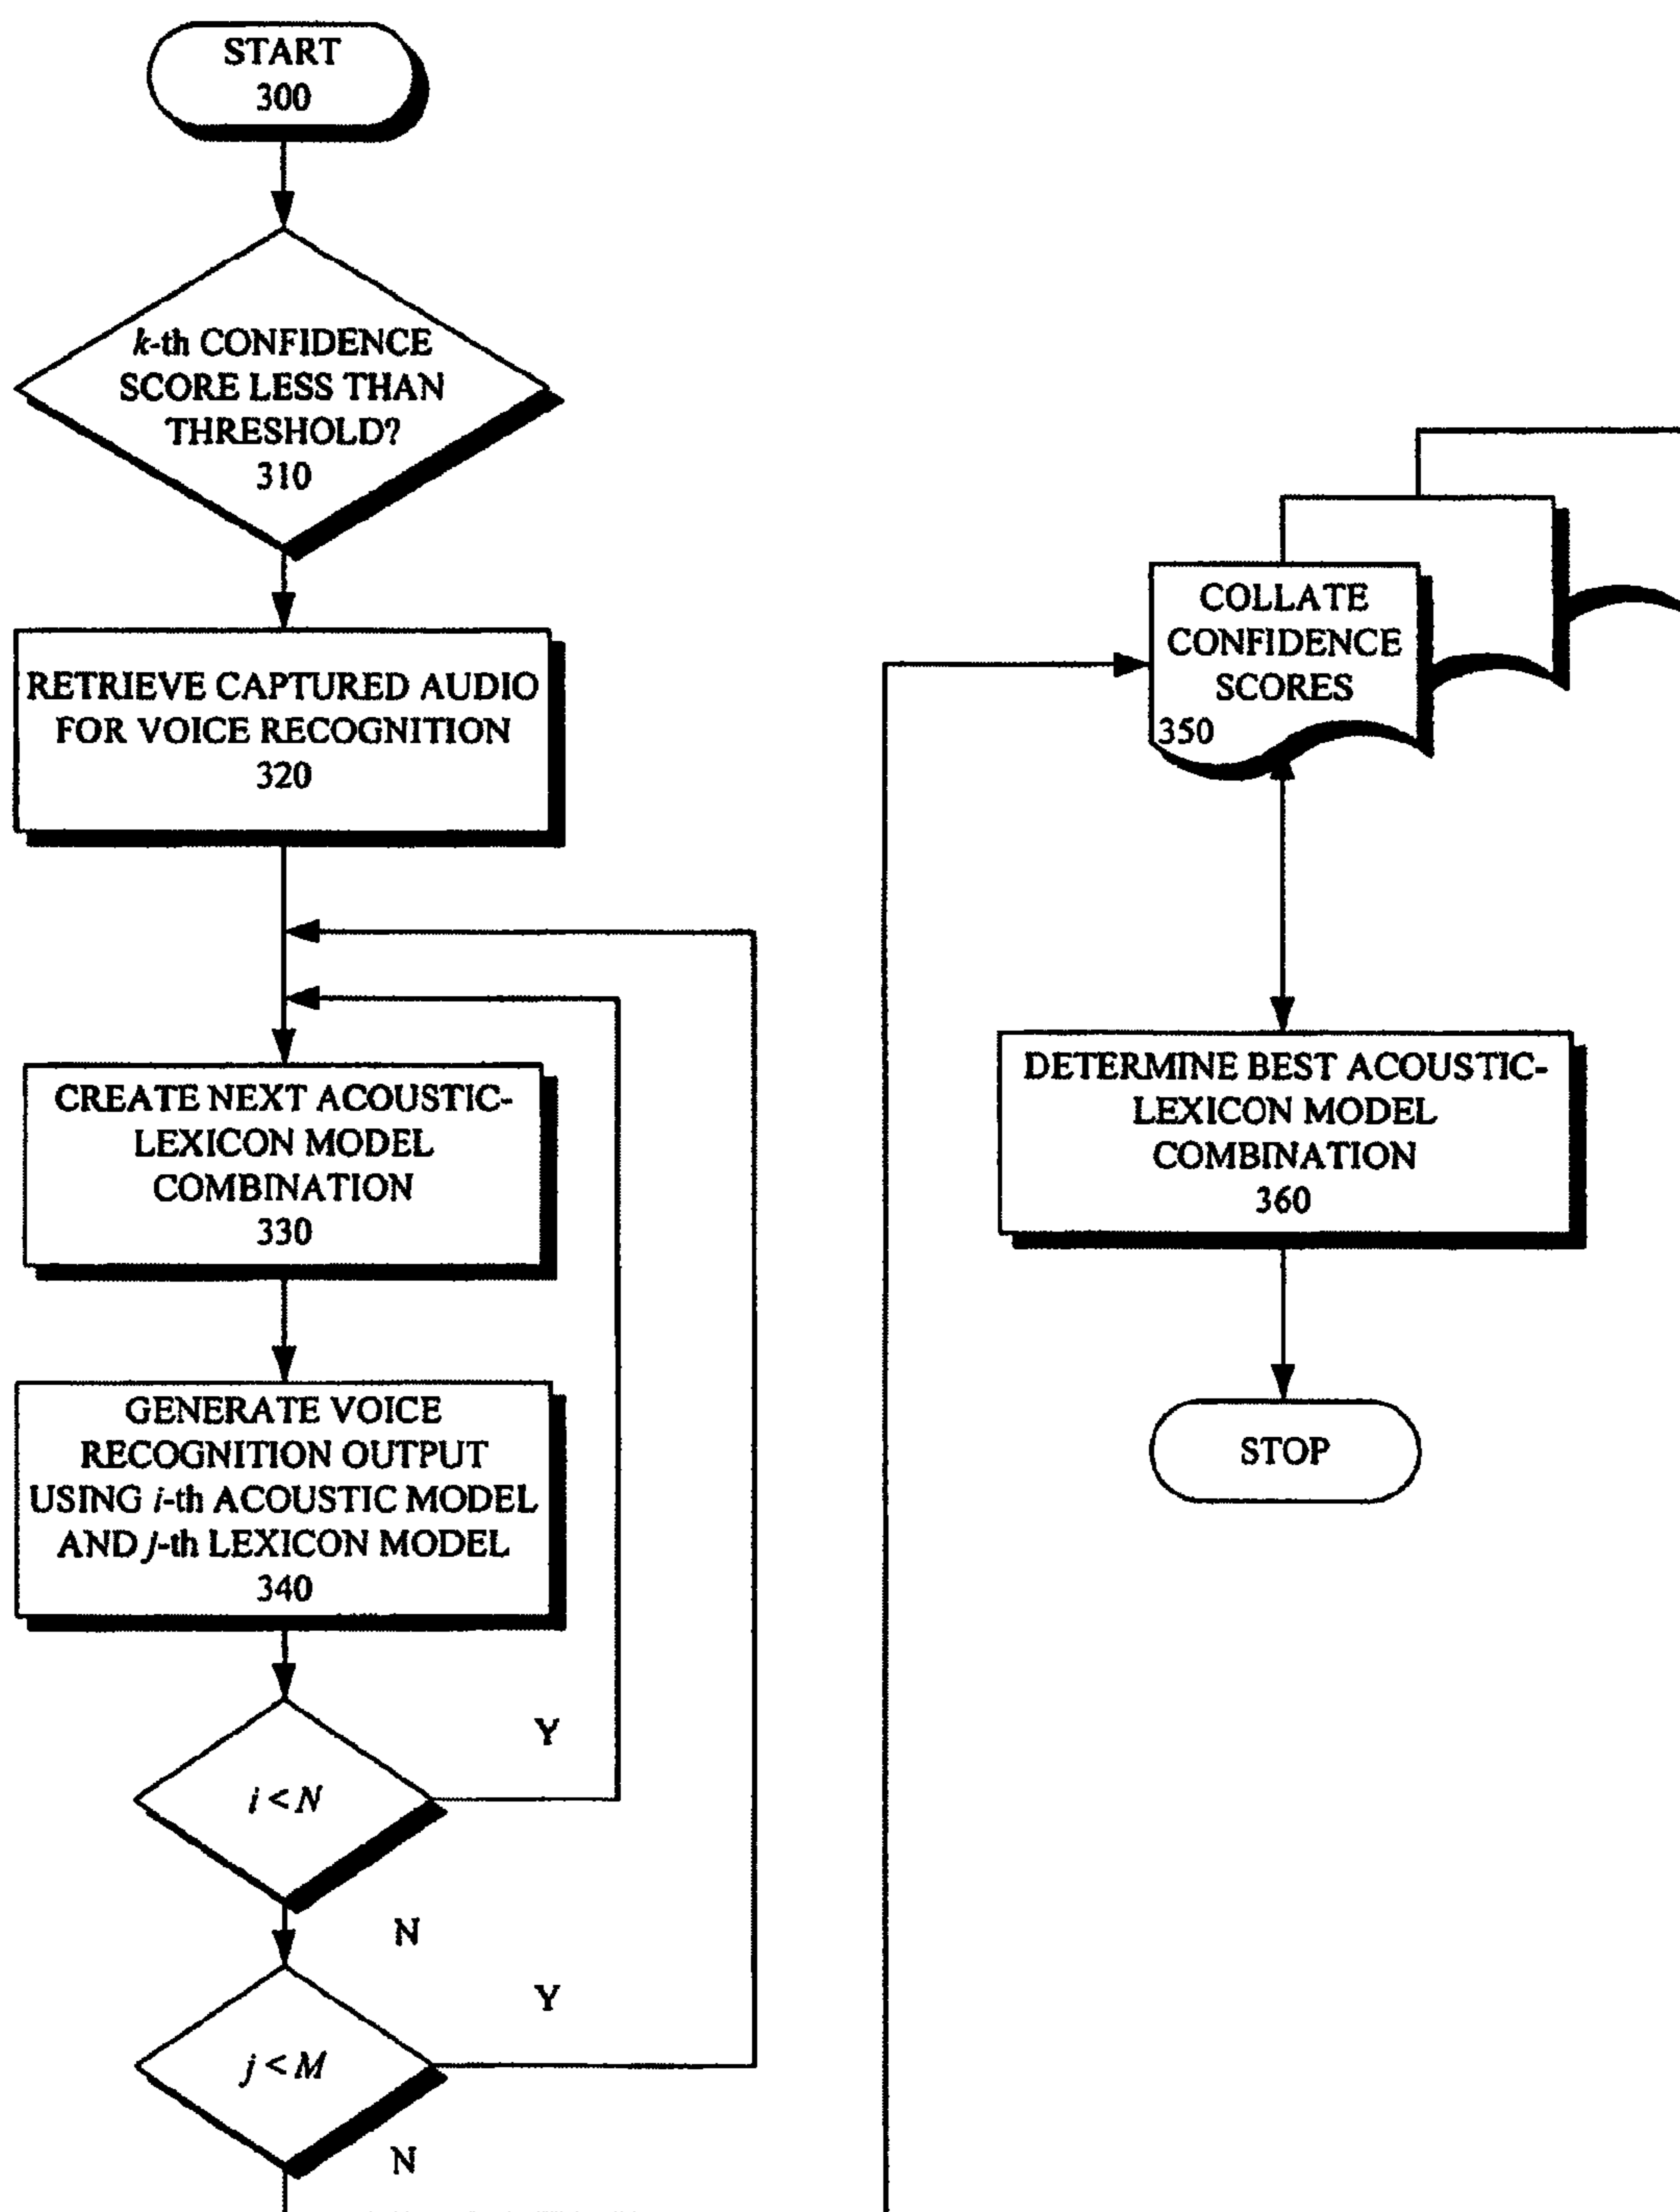 START
300
k-th CONFIDENCE
SCORE LESS THAN
THRESHOLD?
310
RETRIEVE CAPTURED AUDIO
FOR VOICE RECOGNITION
320
CREATE NEXT ACOUSTIC-
LEXICON MODEL
COMBINATION
330
GENERATE VOICE
RECOGNITION OUTPUT
USING i-th ACOUSTIC MODEL
AND j-th LEXICON MODEL
340
Y
i < N
N
Y
j < M
N
COLLATE
CONFIDENCE
SCORES
350
DETERMINE BEST ACOUSTIC-
LEXICON MODEL
COMBINATION
360
STOP